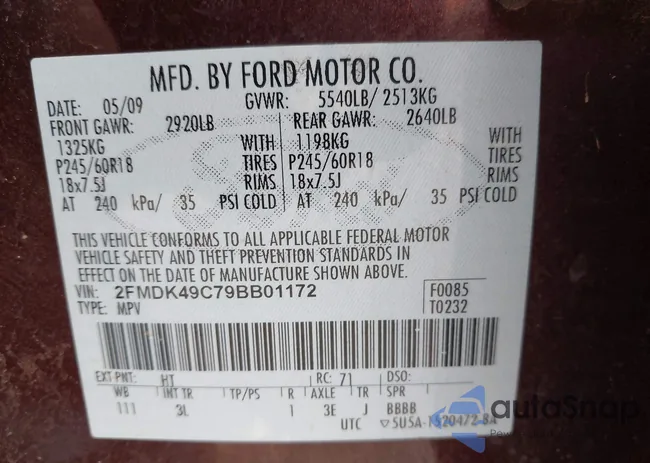 MFD. BY FORD MOTOR CO.
DATE: 05/09 GVWR: 5540LB/ 2513KG
FRONT GAWR: 2920LB REAR GAWR: 2640LB
1325KG WITH 1198KG WITH
P245/60R18 TIRES P245/60R18 TIRES
18x7.5J RIMS 18x7.5J RIMS
AT 240 kPa/ 35 PSI COLD AT 240 kPa/ 35 PSI COLD
THIS VEHICLE CONFORMS TO ALL APPLICABLE FEDERAL MOTOR
VEHICLE SAFETY AND THEFT PREVENTION STANDARDS IN
EFFECT ON THE DATE OF MANUFACTURE SHOWN ABOVE.
VIN: 2FMDK49C79BB01172 F0085
TYPE: MPV T0232
EXT PNT: HT RC: 71 DSO:
WB INT TR TP/PS R AXLE TR SPR
111 3L 1 3E J BBBB
UTC
autoSnap